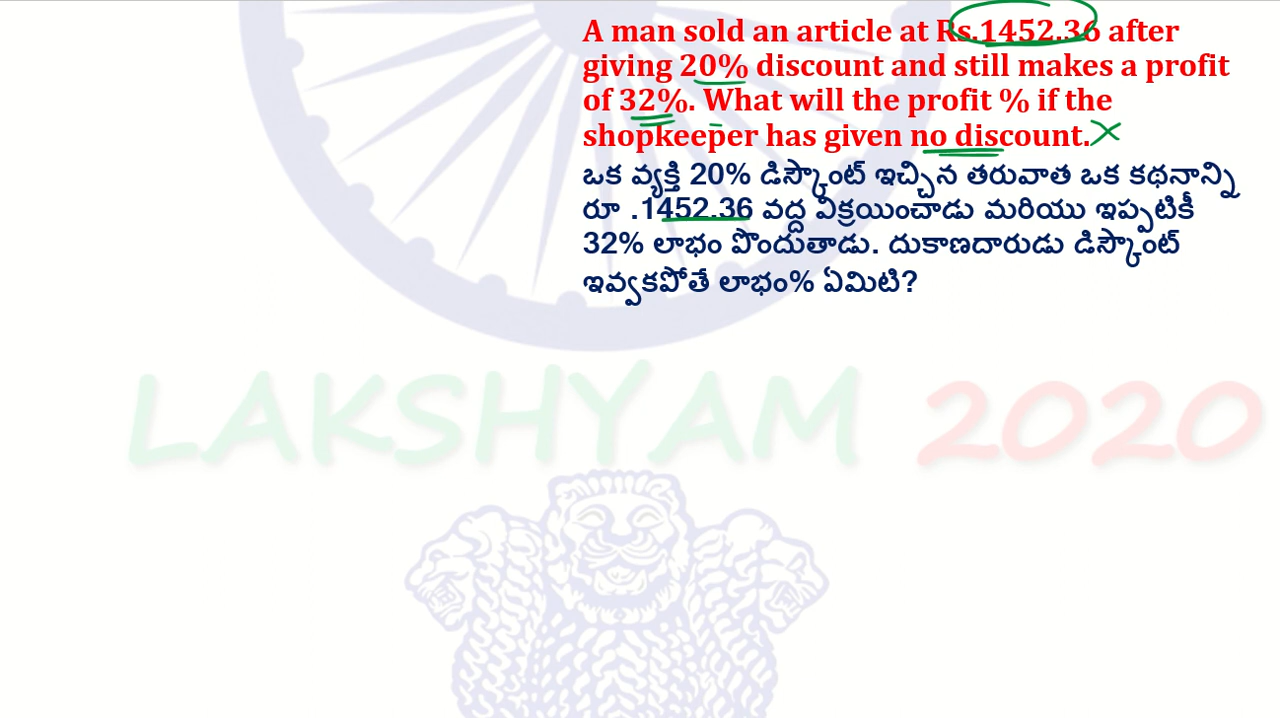 A man sold an article at Rs.1452.36 after
giving 20% discount and still makes a profit
of 32%. What will the profit % if the
shopkeeper has given no discount.
ఒక వ్యక్తి 20% డిస్కౌంట్ ఇచ్చిన తరువాత ఒక కథనాన్ని
రూ .1452.36 వద్ద విక్రయించాడు మరియు ఇప్పటికీ
32% లాభం పొందుతాడు. దుకాణదారుడు డిస్కౌంట్
ఇవ్వకపోతే లాభం% ఏమిటి?
LAKSHYAM 2020